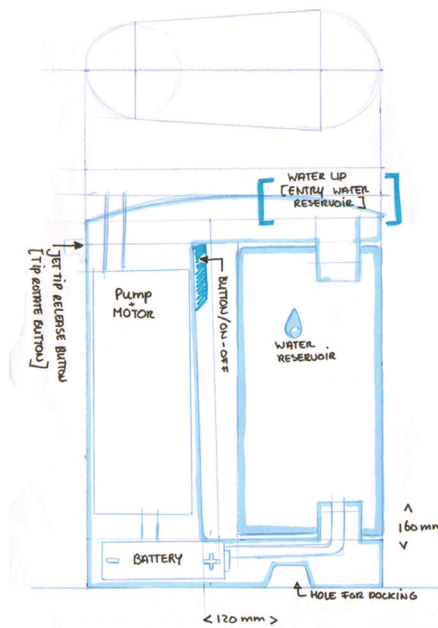 WATER LIP
[ENTRY WATER
RESERVOIR]
JET TIP RELEASE BUTTON
[TIP ROTATE BUTTON]
PUMP
+
MOTOR
BUTTON/ON-OFF
WATER
RESERVOIR
160 mm
- BATTERY +
HOLE FOR DOCKING
<120 mm>